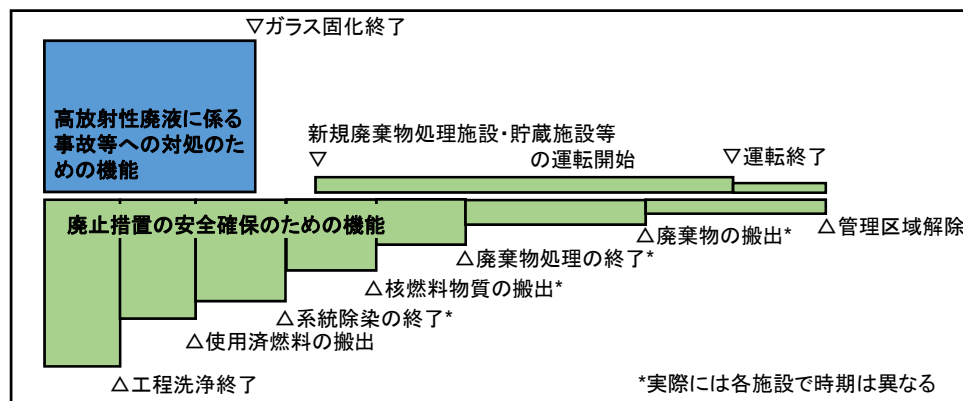 ▽ガラス固化終了
高放射性廃液に係る
事故等への対処のた
めの機能
新規廃棄物処理施設・貯蔵施設等
▽
の運転開始
▽運転終了
廃止措置の安全確保のための機能
△廃棄物の搬出*
△管理区域解除
△廃棄物処理の終了*
△核燃料物質の搬出*
△系統除染の終了*
△使用済燃料の搬出
△工程洗浄終了
*実際には各施設で時期は異なる